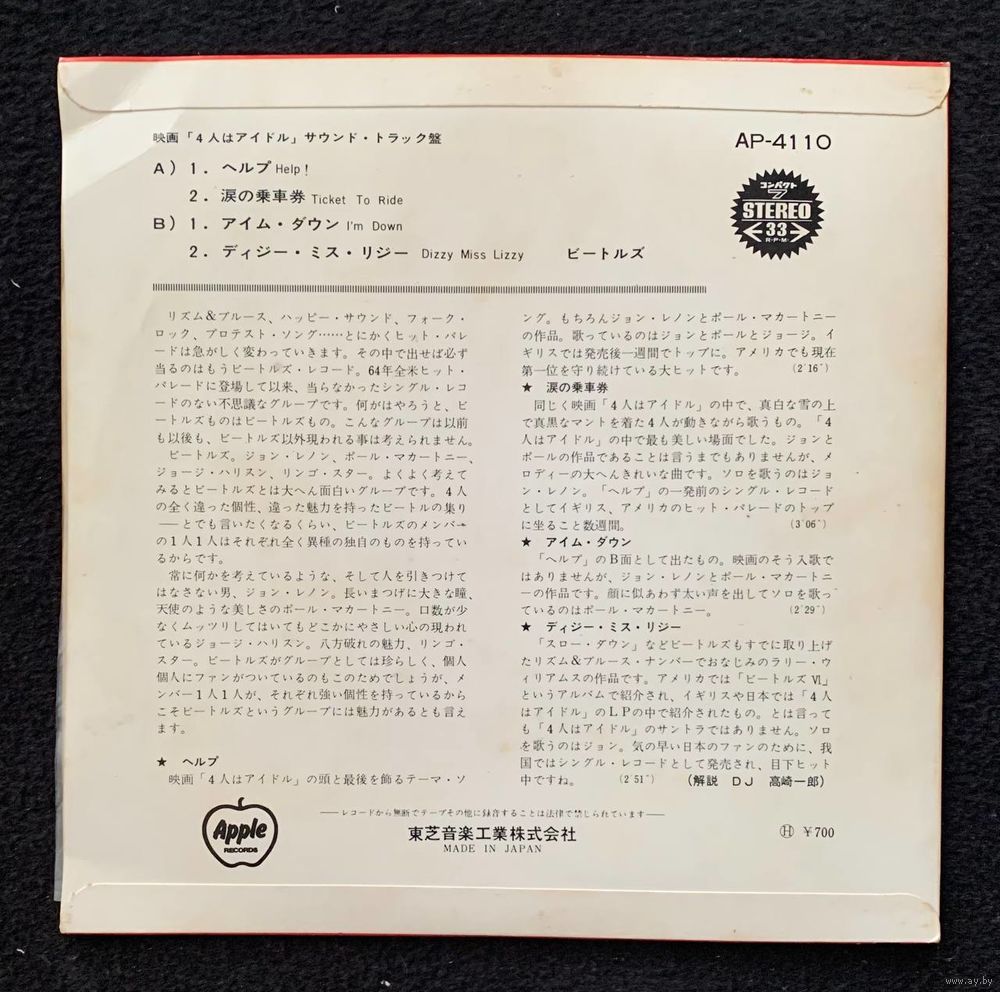 映画「4人はアイドル」サウンド・トラック盤
A）1．ヘルプ Help！
2．涙の乗車券 Ticket To Ride
B）1．アイム・ダウン I'm Down
2．ディジー・ミス・リジー Dizzy Miss Lizzy ビートルズ
AP-4110
コンパクト
7
STEREO
33
R・P・M・
リズム&ブルース、ハッピー・サウンド、フォーク・
ロック、プロテスト・ソング……とにかくヒット・パレ
ードは急がしく変わっていきます。その中で出せば必ず
当るのはもうビートルズ・レコード。64年全米ヒット・
パレードに登場して以来、当らなかったシングル・レコ
ードのない不思議なグループです。何がはやろうと、ビ
ートルズものはビートルズもの。こんなグループは以前
も以後も、ビートルズ以外現われる事は考えられません。
ビートルズ。ジョン・レノン、ポール・マカートニー、
ジョージ・ハリスン、リンゴ・スター。よくよく考えて
みるとビートルズとは大へん面白いグループです。4人
の全く違った個性、違った魅力を持ったビートルの集り
──とでも言いたくなるくらい、ビートルズのメンバー
の1人1人はそれぞれ全く異種の独自のものを持ってい
るからです。
常に何かを考えているような、そして人を引きつけて
はなさない男、ジョン・レノン。長いまつげに大きな瞳、
天使のような美しさのポール・マカートニー。口数が少
なくムッツリしてはいてもどこかにやさしい心の現われ
ているジョージ・ハリスン。八方破れの魅力、リンゴ・
スター。ビートルズがグループとしては珍らしく、個人
個人にファンがついているのもこのためでしょうが、メ
ンバー1人1人が、それぞれ強い個性を持っているから
こそビートルズというグループには魅力があるとも言え
ます。
★ ヘルプ
映画「4人はアイドル」の頭と最後を飾るテーマ・ソ
ング。もちろんジョン・レノンとポール・マカートニー
の作品。歌っているのはジョンとポールとジョージ。イ
ギリスでは発売後一週間でトップに。アメリカでも現在
第一位を守り続けている大ヒットです。 （2′16″）
★ 涙の乗車券
同じく映画「4人はアイドル」の中で、真白な雪の上
で真黒なマントを着た4人が動きながら歌うもの。「4
人はアイドル」の中で最も美しい場面でした。ジョンと
ポールの作品であることは言うまでもありませんが、メ
ロディーの大へんきれいな曲です。ソロを歌うのはジョ
ン・レノン。「ヘルプ」の一発前のシングル・レコード
としてイギリス、アメリカのヒット・パレードのトップ
に坐ること数週間。 （3′06″）
★ アイム・ダウン
「ヘルプ」のB面として出たもの。映画のそう入歌で
はありませんが、ジョン・レノンとポール・マカートニ
ーの作品です。顔に似あわず太い声を出してソロを歌っ
ているのはポール・マカートニー。 （2′29″）
★ ディジー・ミス・リジー
「スロー・ダウン」などビートルズもすでに取り上げ
たリズム&ブルース・ナンバーでおなじみのラリー・ウ
ィリアムスの作品です。アメリカでは「ビートルズ Ⅵ」
というアルバムで紹介され、イギリスや日本では「4人
はアイドル」のLPの中で紹介されたもの。とは言って
も「4人はアイドル」のサントラではありません。ソロ
を歌うのはジョン。気の早い日本のファンのために、我
国ではシングル・レコードとして発売され、目下ヒット
中ですね。 （2′51″） （解説 DJ 高崎一郎）
Apple
RECORDS
──レコードから無断でテープその他に録音することは法律で禁じられています──
東芝音楽工業株式会社
MADE IN JAPAN
Ⓗ ￥700
www.ay.by